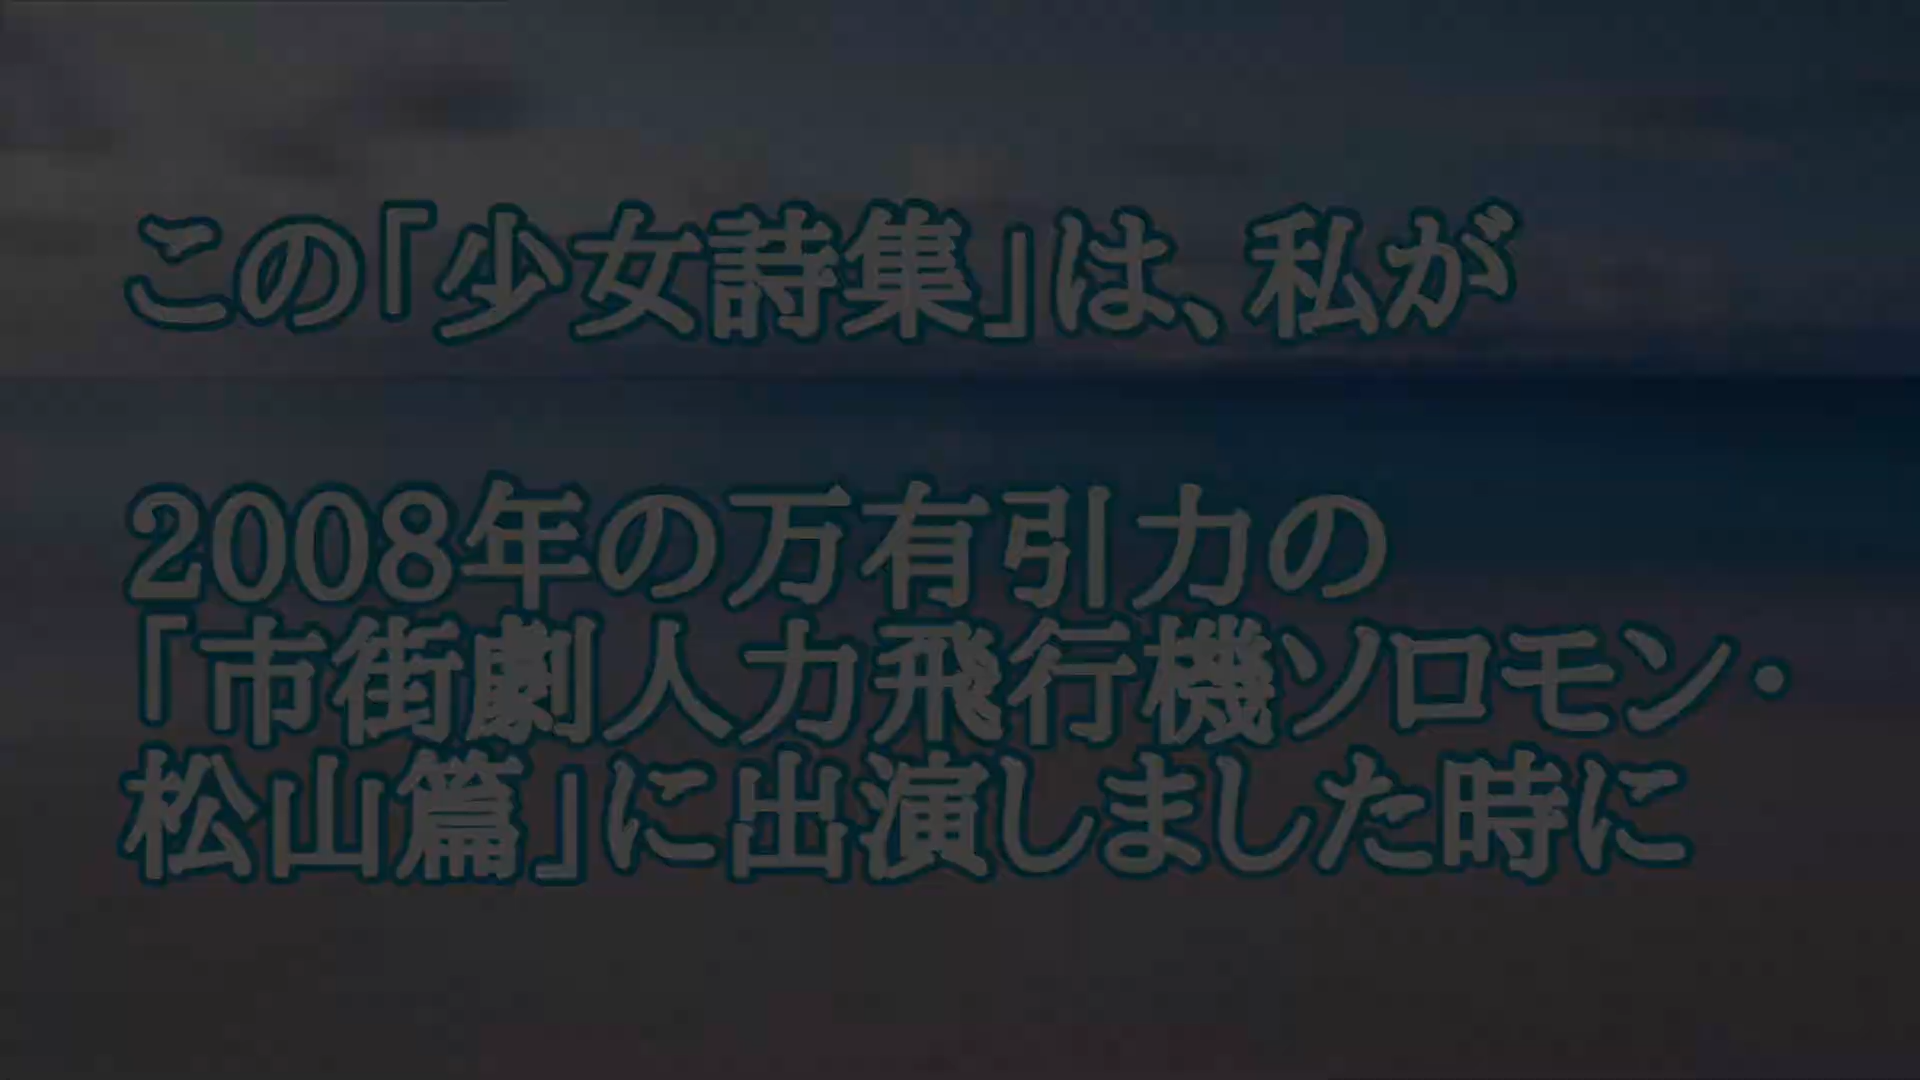 この「少女詩集」は、私が
2008年の万有引力の
「市街劇人力飛行機ソロモン・
松山篇」に出演しました時に